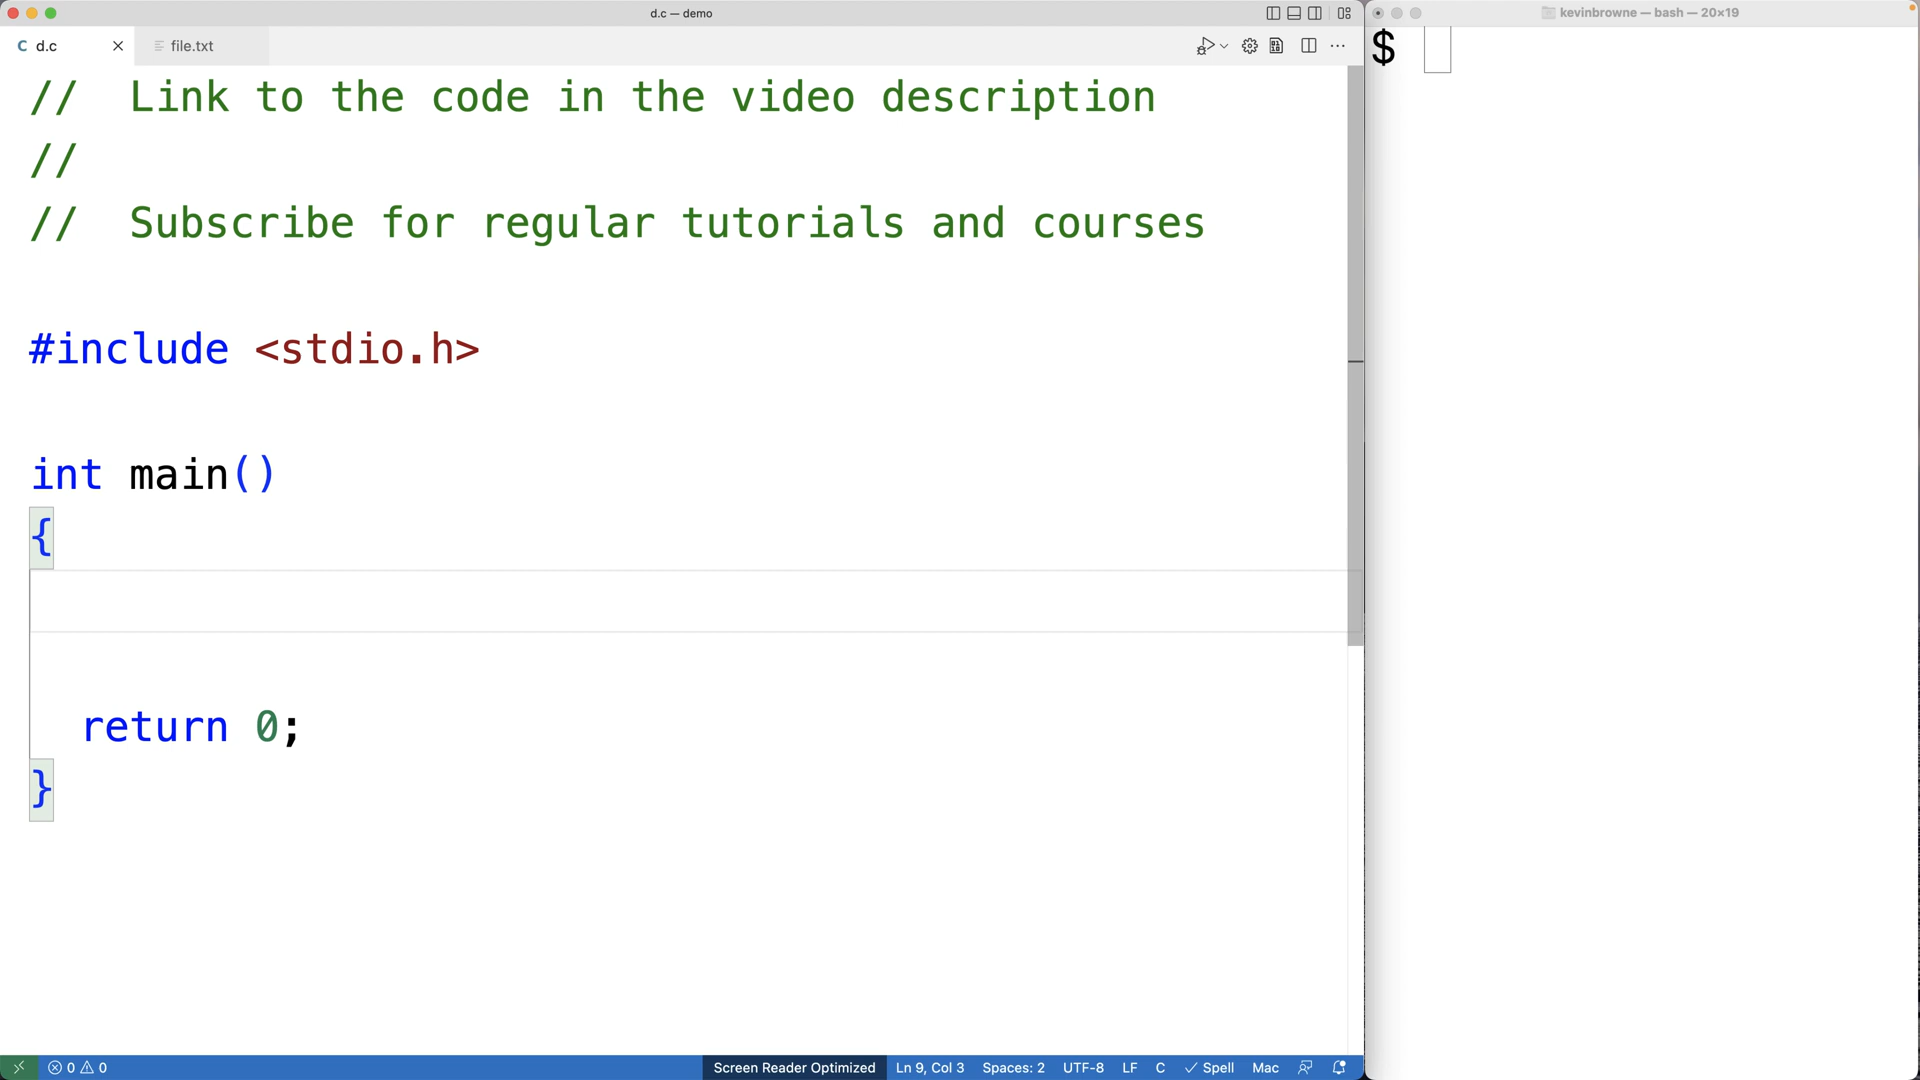 d.c — demo
C d.c
file.txt
// Link to the code in the video description
//
// Subscribe for regular tutorials and courses
#include <stdio.h>
int main()
{
return 0;
}
0 0
Screen Reader Optimized
Ln 9, Col 3
Spaces: 2
UTF-8
LF
C
Spell
Mac
kevinbrowne — bash — 20×19
$